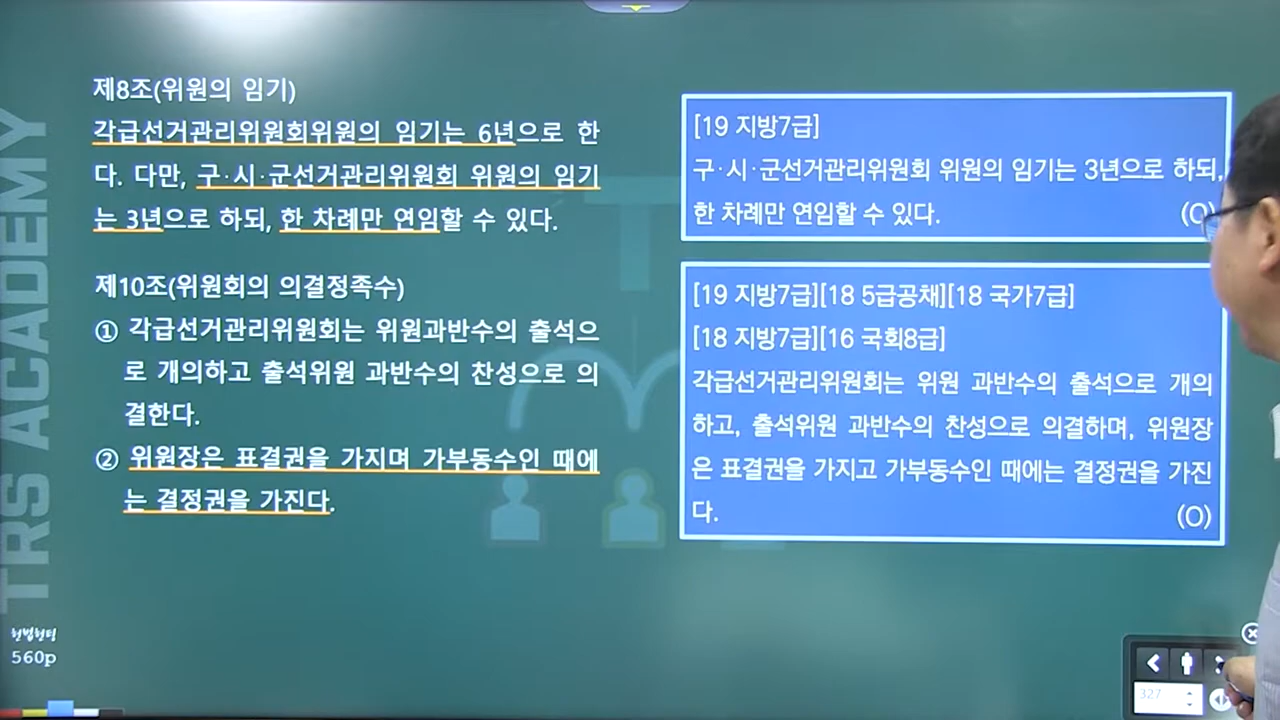 제8조(위원의 임기)
각급선거관리위원회위원의 임기는 6년으로 한
다. 다만, 구·시·군선거관리위원회 위원의 임기
는 3년으로 하되, 한 차례만 연임할 수 있다.
제10조(위원회의 의결정족수)
① 각급선거관리위원회는 위원과반수의 출석으
로 개의하고 출석위원 과반수의 찬성으로 의
결한다.
② 위원장은 표결권을 가지며 가부동수인 때에
는 결정권을 가진다.
[19 지방7급]
구·시·군선거관리위원회 위원의 임기는 3년으로 하되,
한 차례만 연임할 수 있다. (O)
[19 지방7급][18 5급공채][18 국가7급]
[18 지방7급][16 국회8급]
각급선거관리위원회는 위원 과반수의 출석으로 개의
하고, 출석위원 과반수의 찬성으로 의결하며, 위원장
은 표결권을 가지고 가부동수인 때에는 결정권을 가진
다. (O)
TRS ACADEMY
560p
327